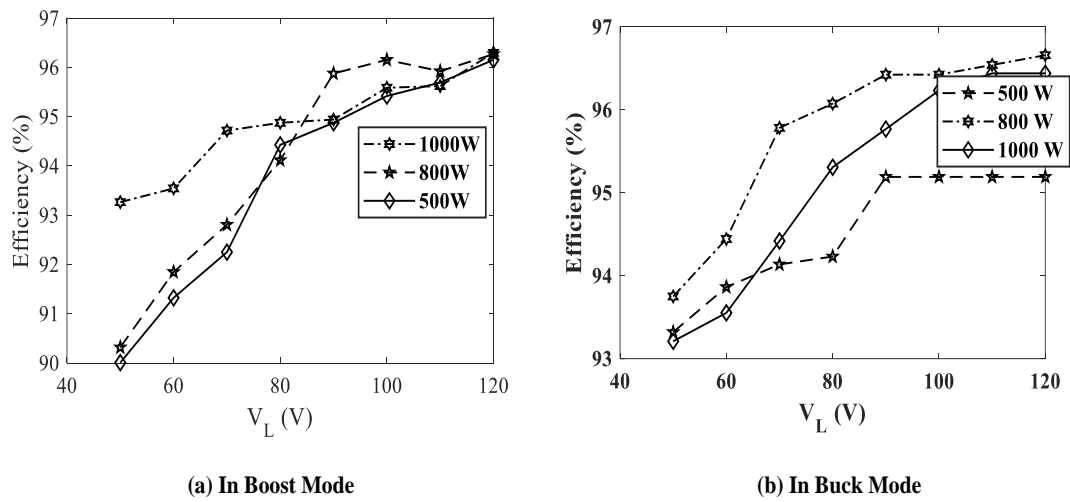 97
96
95
94
93
92
91
90
40
60
80
100
120
Efficiency (%)
V_L (V)
1000W
800W
500W
(a) In Boost Mode
97
96
95
94
93
40
60
80
100
120
Efficiency (%)
V_L (V)
500 W
800 W
1000 W
(b) In Buck Mode